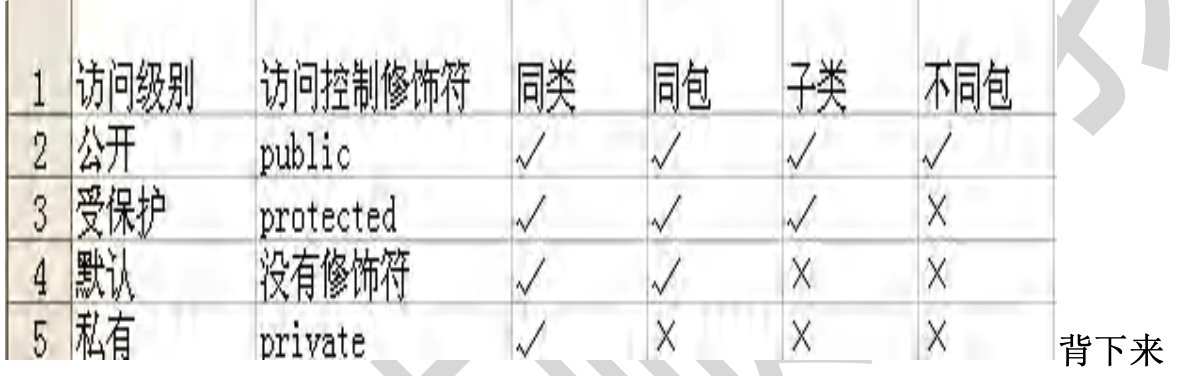 1 访问级别 访问控制修饰符 同类 同包 子类 不同包
2 公开 public √ √ √ √
3 受保护 protected √ √ √ ×
4 默认 没有修饰符 √ √ × ×
5 私有 private √ × × ×
背下来